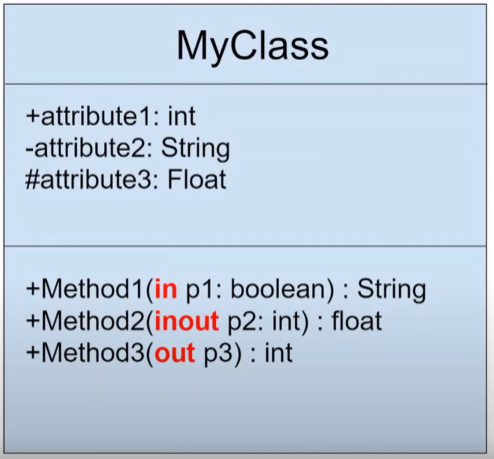 MyClass
+attribute1: int
-attribute2: String
#attribute3: Float
+Method1(in p1: boolean) : String
+Method2(inout p2: int) : float
+Method3(out p3) : int